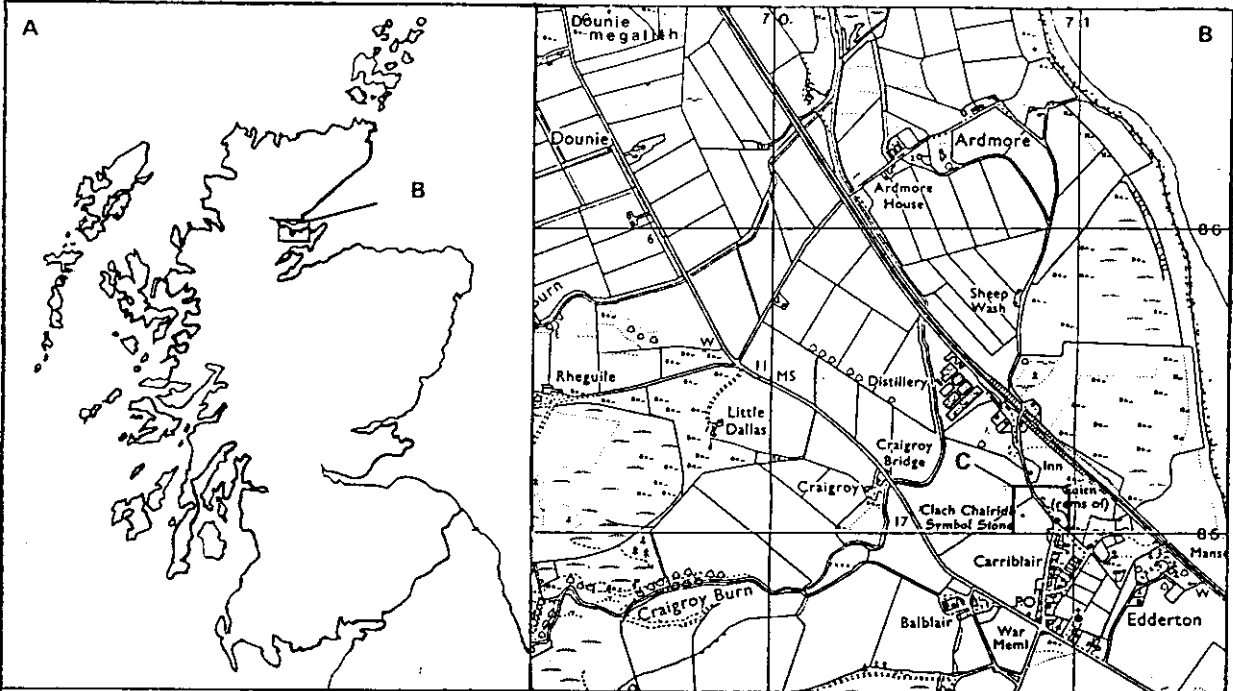 A
B
B
Dounie
megalith
70
71
Dounie
Ardmore
Ardmore
House
6
86
Sheep
Wash
Burn
W
11
MS
Rheguile
Distillery
Little
Dallas
Craigroy
Bridge
C
Inn
Craigroy
Cairn
(rems of)
17
Clach Chairidh
Symbol Stone
85
Carriblair
Manse
W
Craigroy Burn
PO
Balblair
Edderton
War
Meml